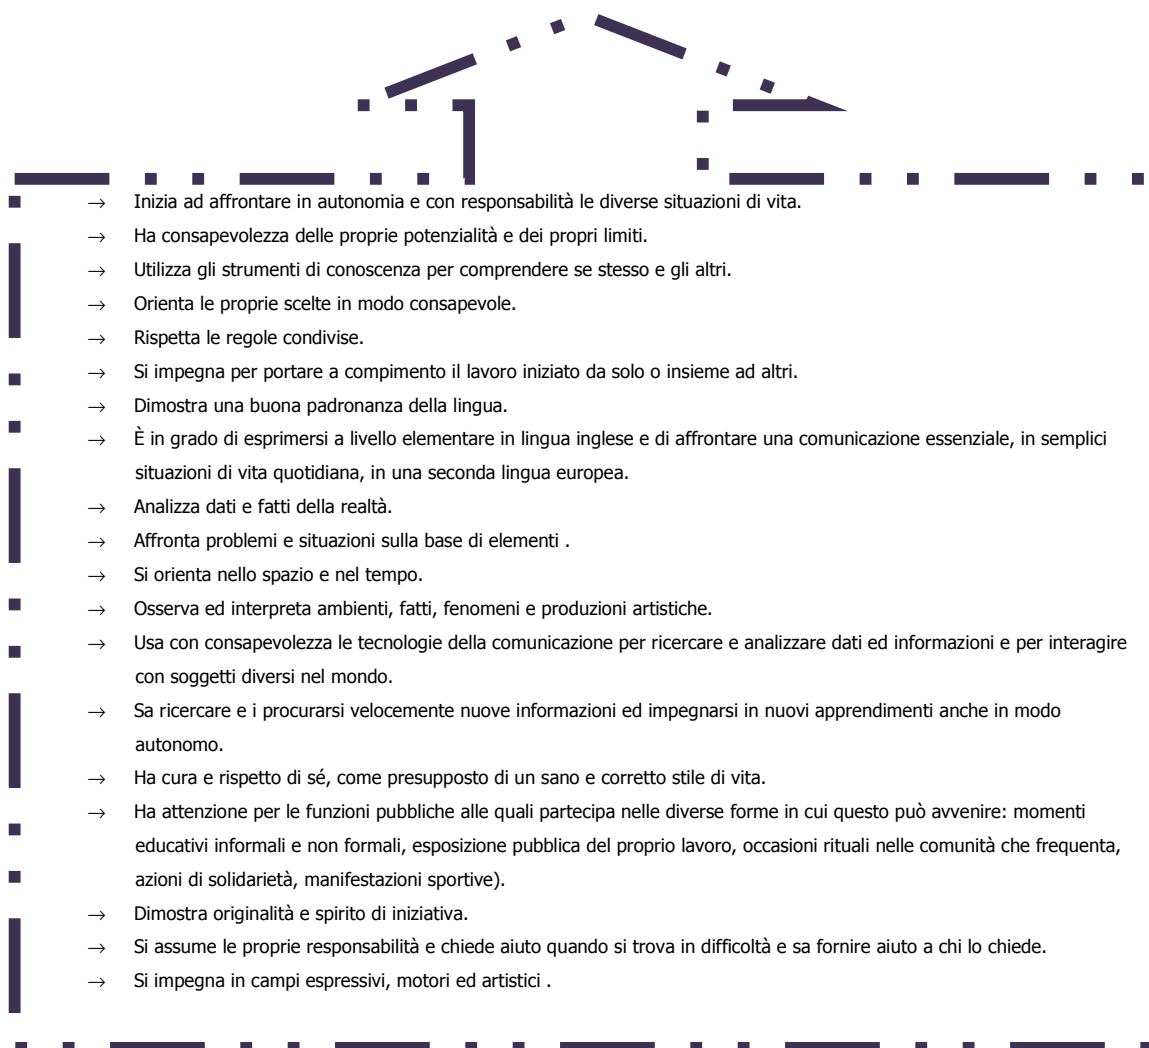 → Inizia ad affrontare in autonomia e con responsabilità le diverse situazioni di vita.
→ Ha consapevolezza delle proprie potenzialità e dei propri limiti.
→ Utilizza gli strumenti di conoscenza per comprendere se stesso e gli altri.
→ Orienta le proprie scelte in modo consapevole.
→ Rispetta le regole condivise.
→ Si impegna per portare a compimento il lavoro iniziato da solo o insieme ad altri.
→ Dimostra una buona padronanza della lingua.
→ È in grado di esprimersi a livello elementare in lingua inglese e di affrontare una comunicazione essenziale, in semplici
situazioni di vita quotidiana, in una seconda lingua europea.
→ Analizza dati e fatti della realtà.
→ Affronta problemi e situazioni sulla base di elementi .
→ Si orienta nello spazio e nel tempo.
→ Osserva ed interpreta ambienti, fatti, fenomeni e produzioni artistiche.
→ Usa con consapevolezza le tecnologie della comunicazione per ricercare e analizzare dati ed informazioni e per interagire
con soggetti diversi nel mondo.
→ Sa ricercare e i procurarsi velocemente nuove informazioni ed impegnarsi in nuovi apprendimenti anche in modo
autonomo.
→ Ha cura e rispetto di sé, come presupposto di un sano e corretto stile di vita.
→ Ha attenzione per le funzioni pubbliche alle quali partecipa nelle diverse forme in cui questo può avvenire: momenti
educativi informali e non formali, esposizione pubblica del proprio lavoro, occasioni rituali nelle comunità che frequenta,
azioni di solidarietà, manifestazioni sportive).
→ Dimostra originalità e spirito di iniziativa.
→ Si assume le proprie responsabilità e chiede aiuto quando si trova in difficoltà e sa fornire aiuto a chi lo chiede.
→ Si impegna in campi espressivi, motori ed artistici .